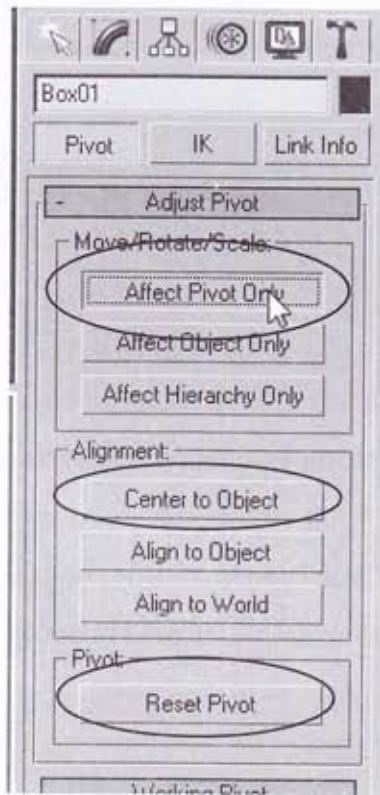 Box01
Pivot IK Link Info
- Adjust Pivot
Move/Rotate/Scale:
Affect Pivot Only
Affect Object Only
Affect Hierarchy Only
Alignment:
Center to Object
Align to Object
Align to World
Pivot:
Reset Pivot
Working Pivot